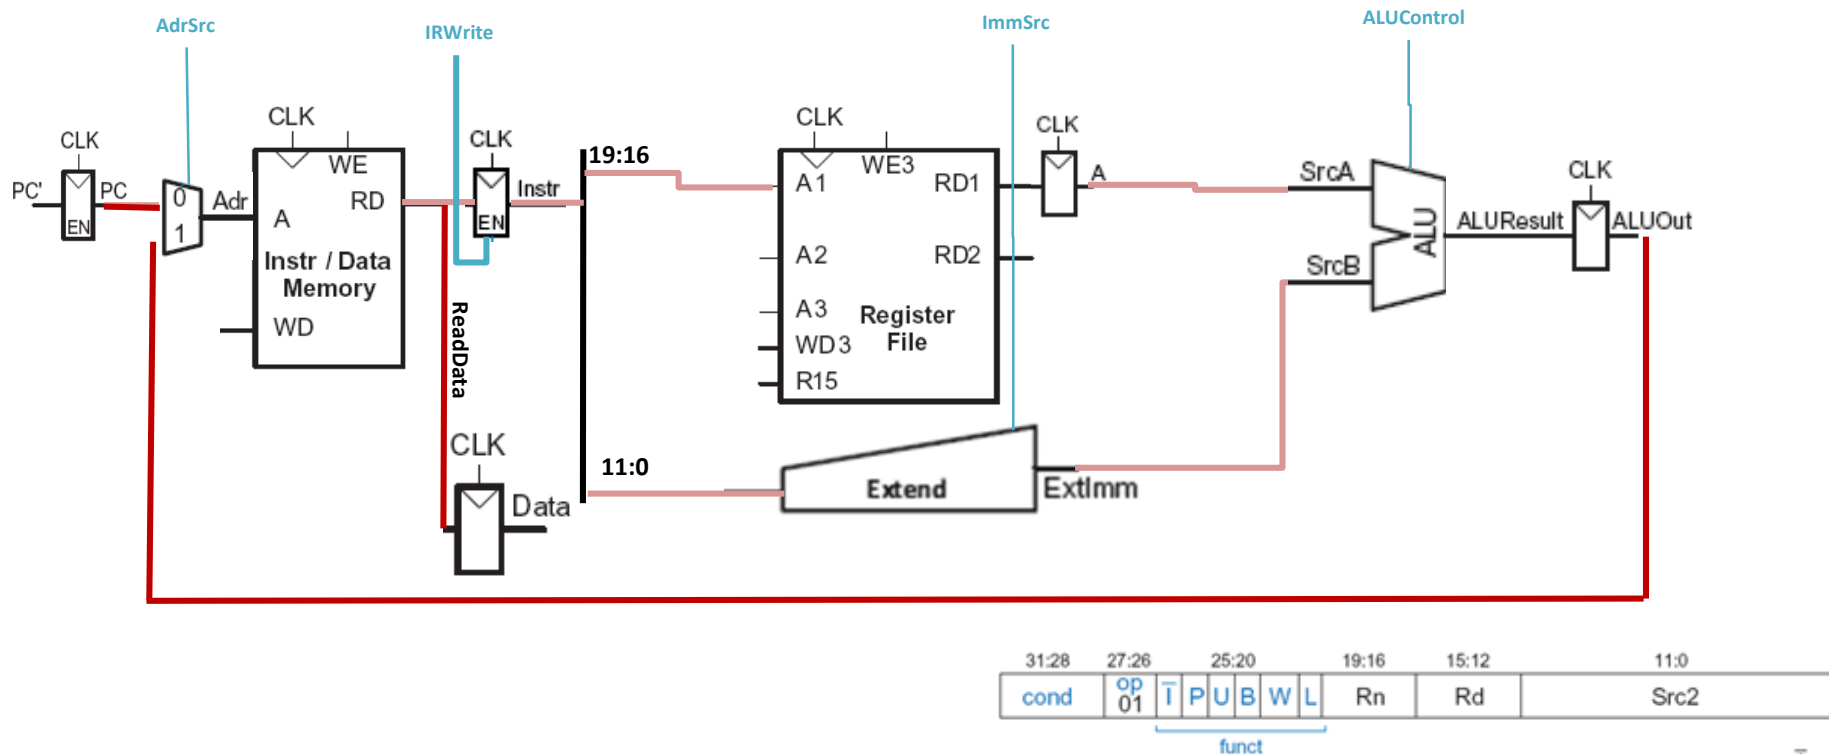 AdrSrc
IRWrite
ImmSrc
ALUControl
CLK
CLK
CLK
CLK
CLK
CLK
PC'
PC
EN
0
1
Adr
WE
RD
A
Instr / Data
Memory
WD
EN
Instr
ReadData
19:16
A1
WE3
RD1
A2
RD2
A3
Register
File
WD3
R15
A
SrcA
SrcB
ALU
ALUResult
ALUOut
CLK
Data
11:0
Extend
ExtImm
31:28 27:26 25:20 19:16 15:12 11:0
cond op 01 I P U B W L Rn Rd Src2
funct